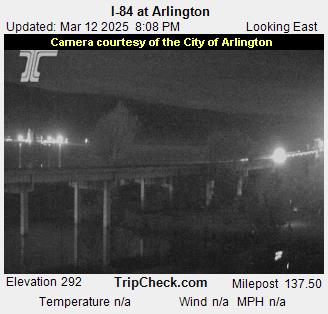 I-84 at Arlington
Updated: Mar 12 2025 8:08 PM Looking East
Camera courtesy of the City of Arlington
Elevation 292 TripCheck.com Milepost 137.50
Temperature n/a Wind n/a MPH n/a